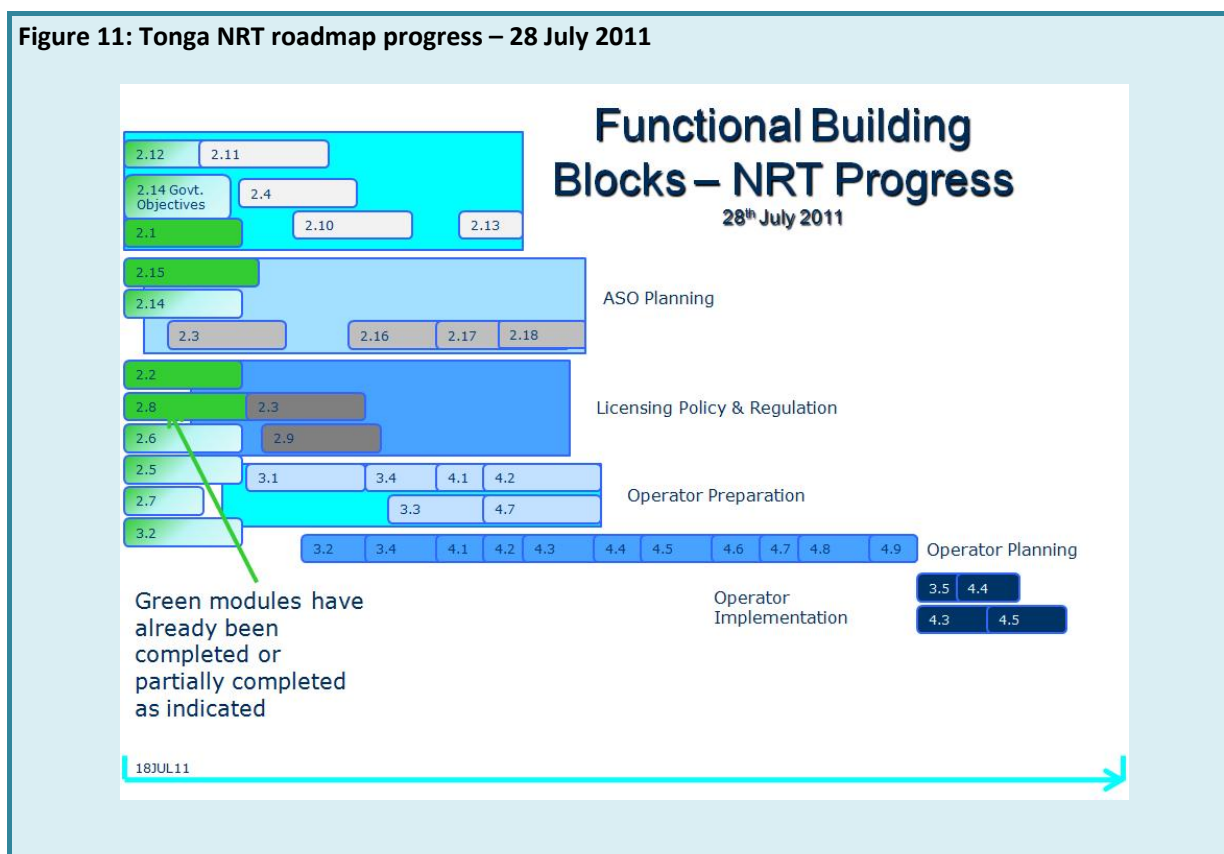 Figure 11: Tonga NRT roadmap progress – 28 July 2011
Functional Building
Blocks – NRT Progress
28th July 2011
2.12
2.11
2.14 Govt.
Objectives
2.4
2.10
2.13
2.1
2.15
2.14
ASO Planning
2.3
2.16
2.17
2.18
2.2
2.8
2.3
Licensing Policy & Regulation
2.6
2.9
2.5
3.1
3.4
4.1
4.2
2.7
3.3
4.7
Operator Preparation
3.2
3.2
3.4
4.1
4.2
4.3
4.4
4.5
4.6
4.7
4.8
4.9
Operator Planning
Operator
Implementation
3.5
4.4
4.3
4.5
Green modules have
already been
completed or
partially completed
as indicated
18JUL11